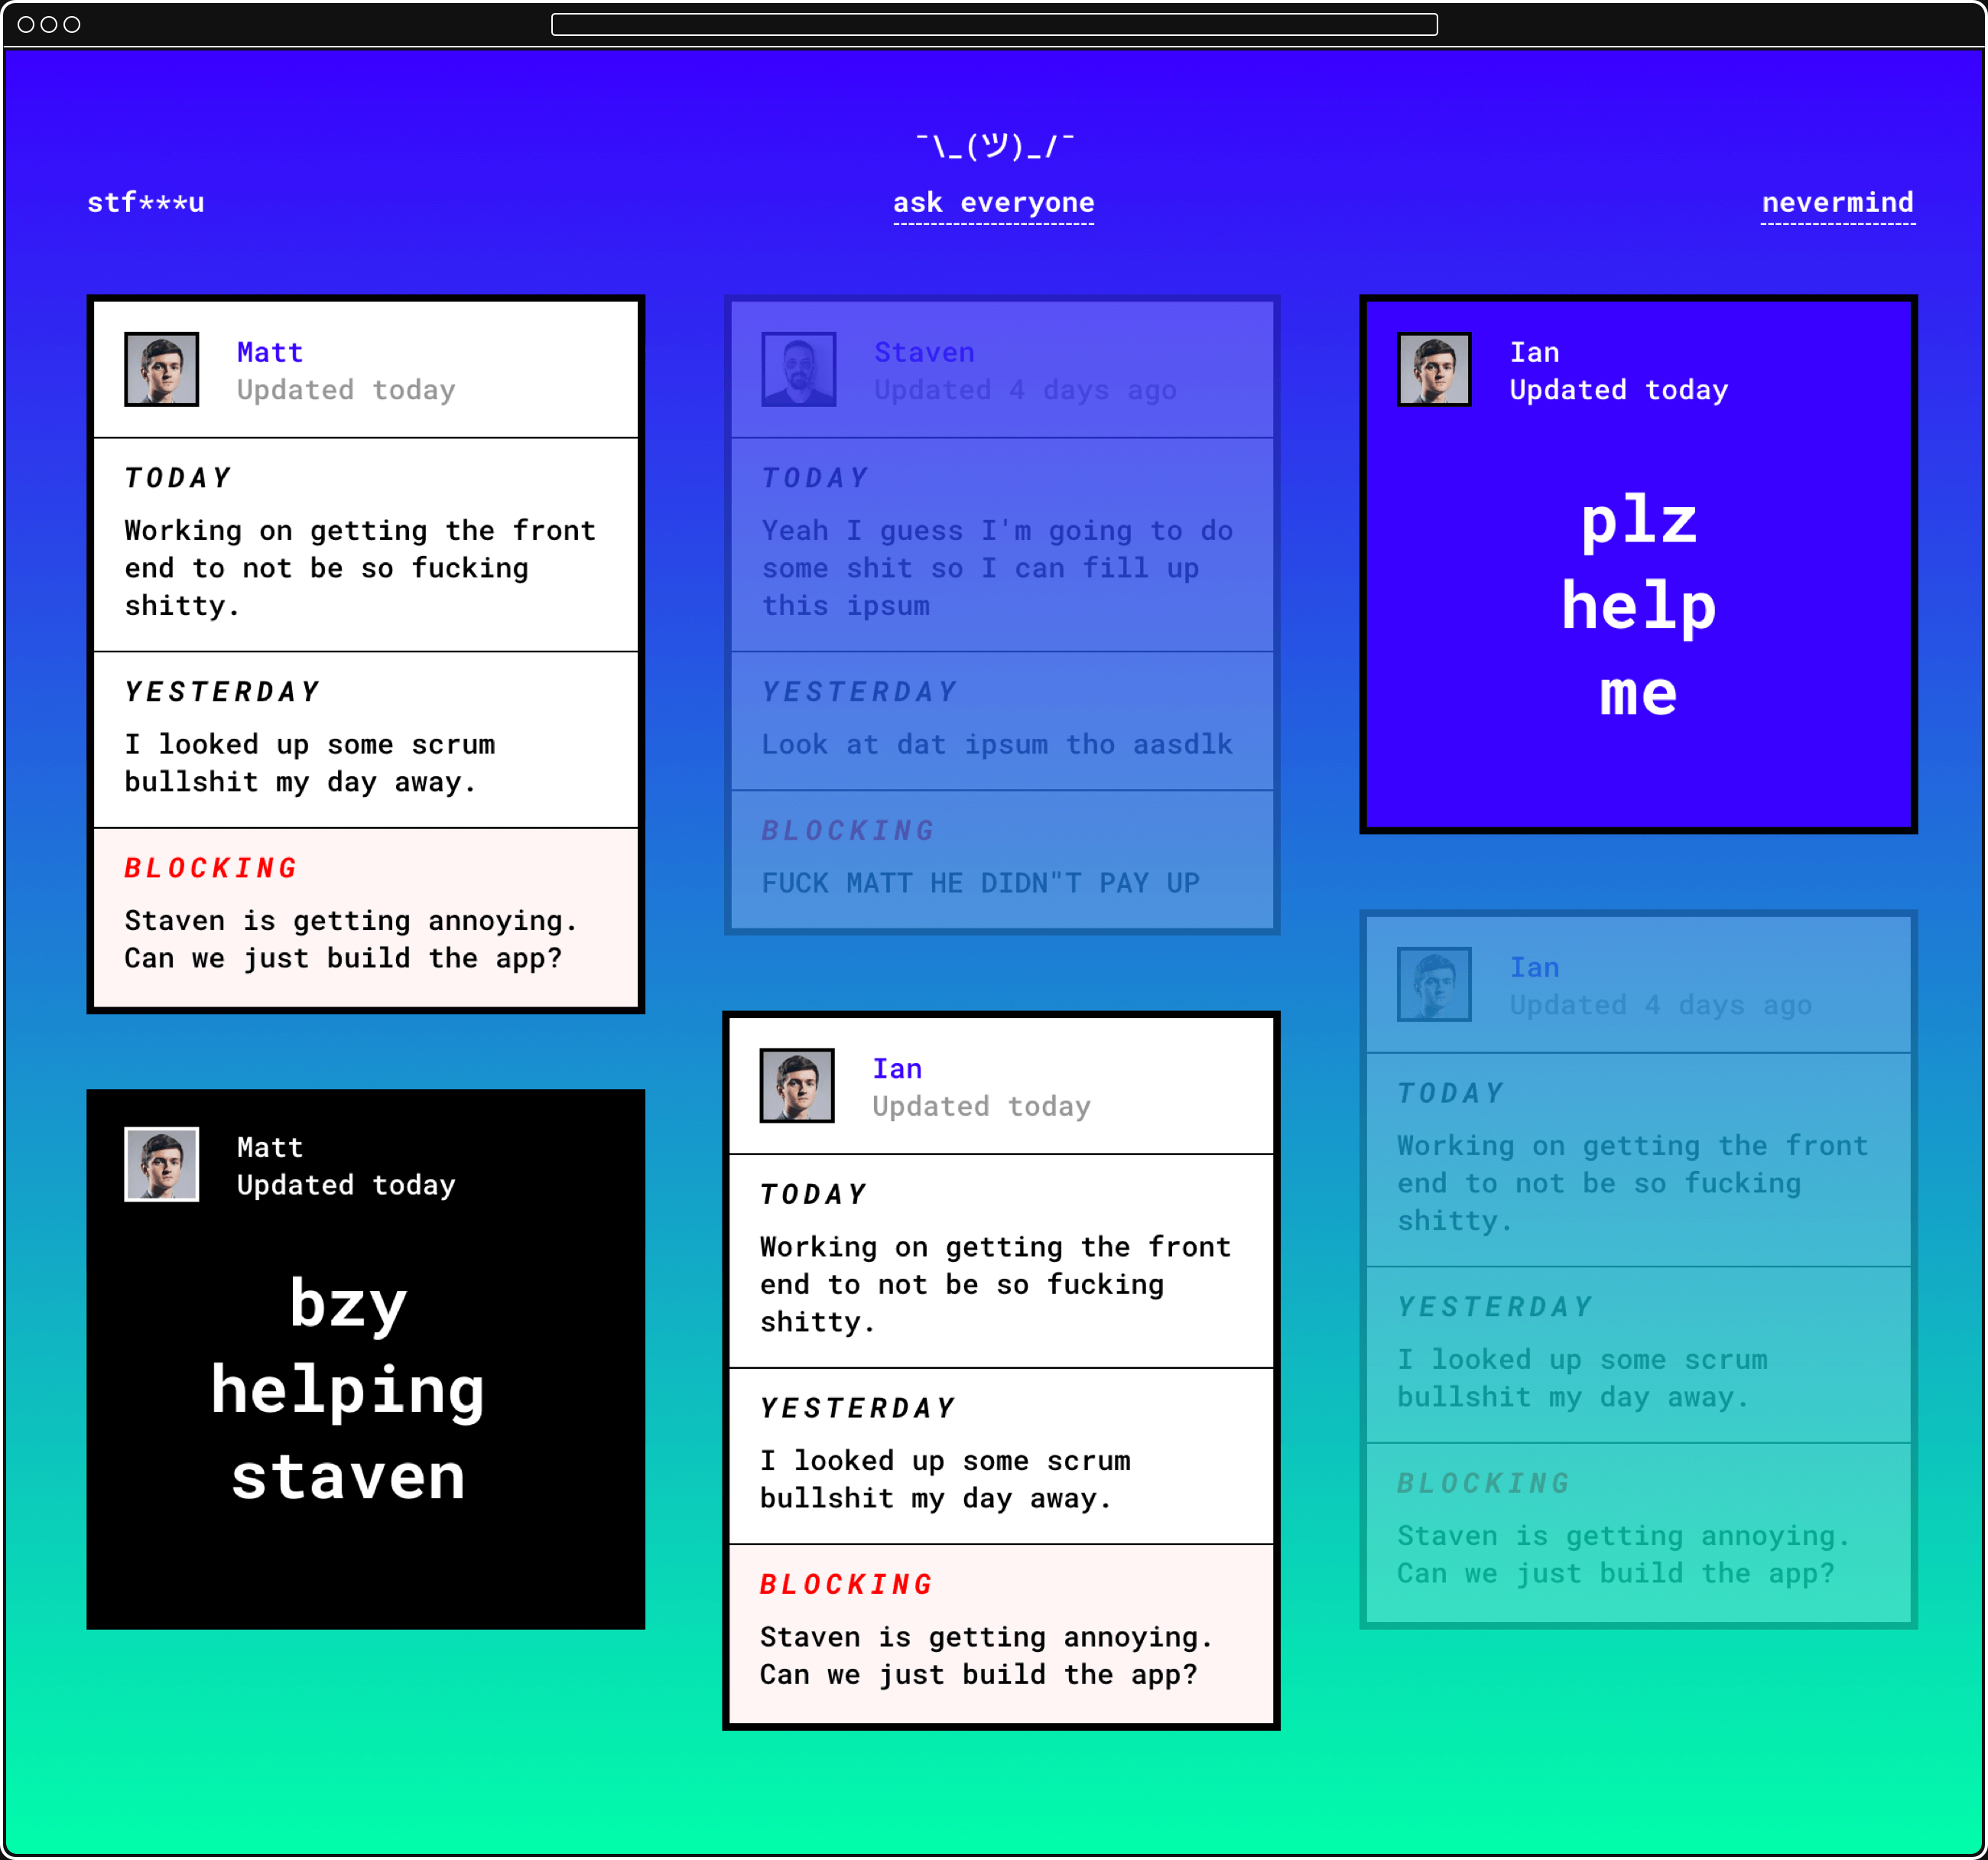 ¯\_(ツ)_/¯
stf***u
ask everyone
nevermind
Matt
Updated today
TODAY
Working on getting the front
end to not be so fucking
shitty.
YESTERDAY
I looked up some scrum
bullshit my day away.
BLOCKING
Staven is getting annoying.
Can we just build the app?
Matt
Updated today
bzy
helping
staven
Staven
Updated 4 days ago
TODAY
Yeah I guess I'm going to do
some shit so I can fill up
this ipsum
YESTERDAY
Look at dat ipsum tho aasdlk
BLOCKING
FUCK MATT HE DIDN"T PAY UP
Ian
Updated today
TODAY
Working on getting the front
end to not be so fucking
shitty.
YESTERDAY
I looked up some scrum
bullshit my day away.
BLOCKING
Staven is getting annoying.
Can we just build the app?
Ian
Updated today
plz
help
me
Ian
Updated 4 days ago
TODAY
Working on getting the front
end to not be so fucking
shitty.
YESTERDAY
I looked up some scrum
bullshit my day away.
BLOCKING
Staven is getting annoying.
Can we just build the app?